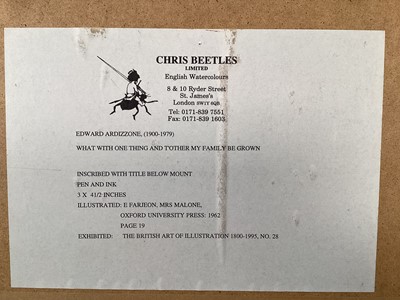 CHRIS BEETLES
LIMITED
English Watercolours
8 & 10 Ryder Street
St. James's
London SW1Y 6QB
Tel: 0171-839 7551
Fax: 0171-839 1603
EDWARD ARDIZZONE, (1900-1979)
WHAT WITH ONE THING AND TOTHER MY FAMILY BE GROWN
INSCRIBED WITH TITLE BELOW MOUNT
PEN AND INK
3 X 41/2 INCHES
ILLUSTRATED: E FARJEON, MRS MALONE,
OXFORD UNIVERSITY PRESS: 1962
PAGE 19
EXHIBITED: THE BRITISH ART OF ILLUSTRATION 1800-1995, NO. 28